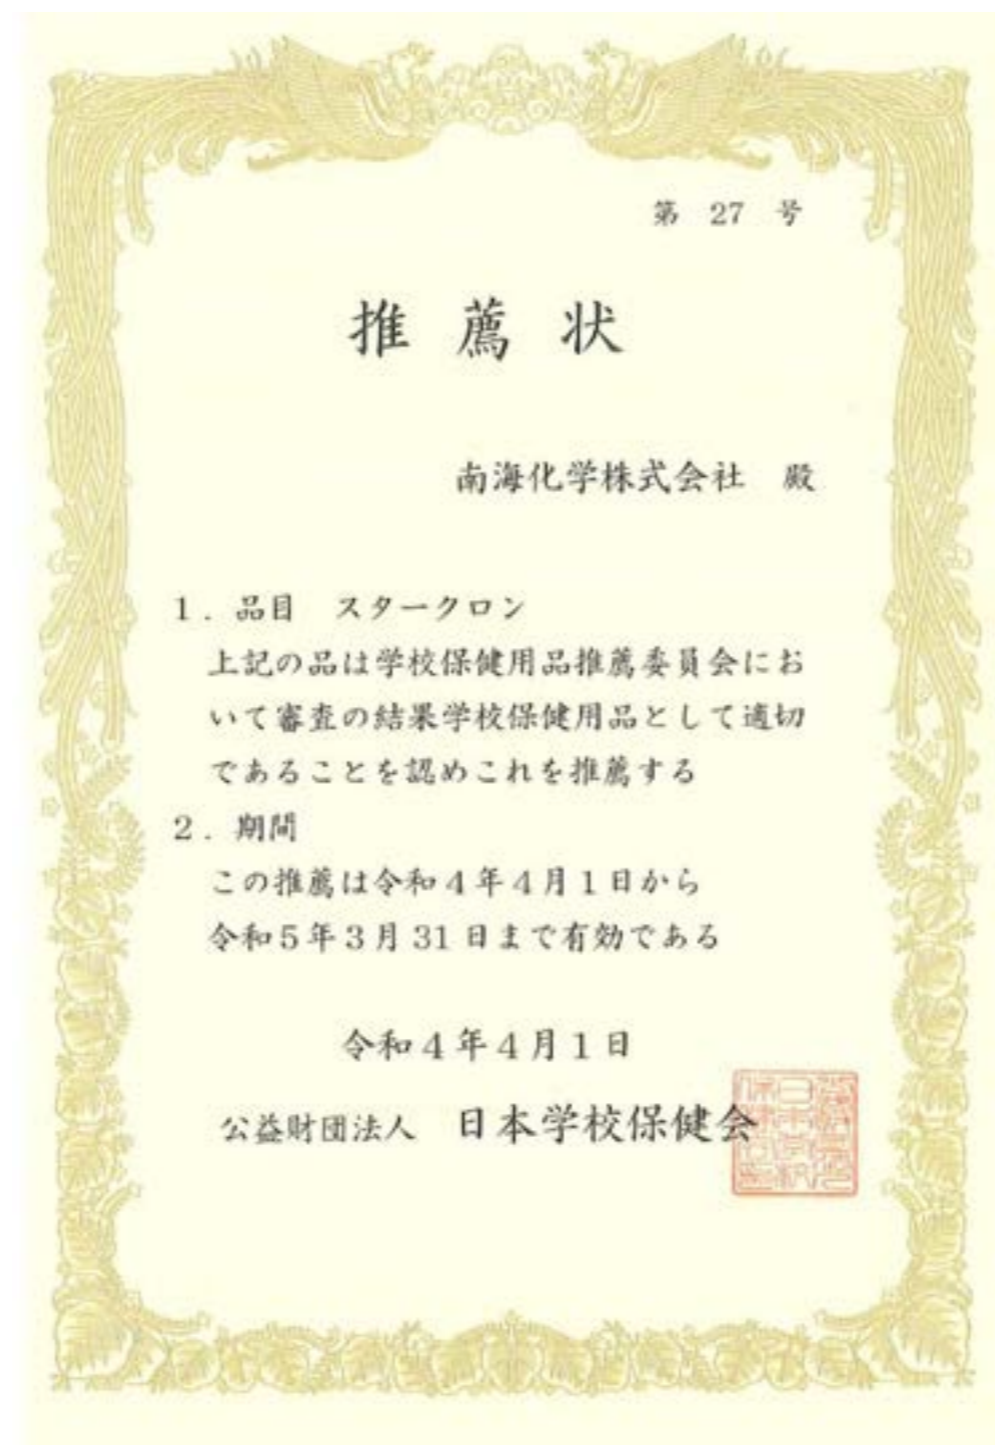 第 27 号
推薦状
南海化学株式会社 殿
1. 品目 スタークロン
上記の品は学校保健用品推薦委員会にお
いて審査の結果学校保健用品として適切
であることを認めこれを推薦する
2. 期間
この推薦は令和4年4月1日から
令和5年3月31日まで有効である
令和4年4月1日
公益財団法人 日本学校保健会